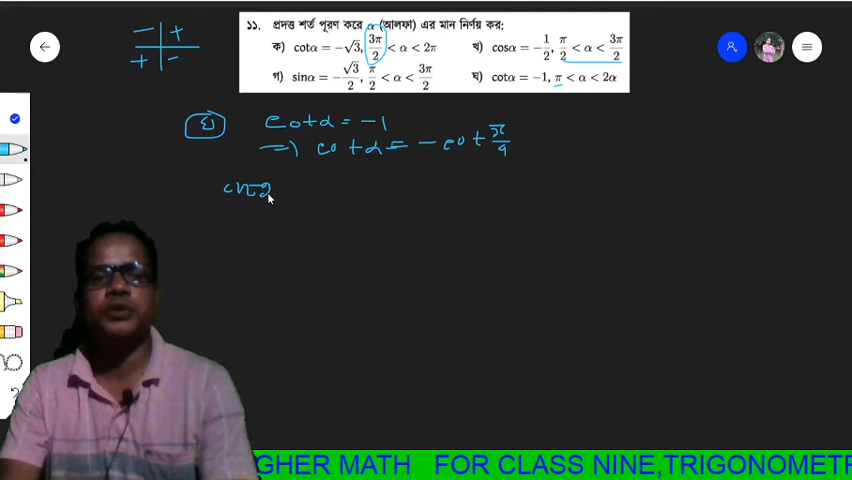 ১১. প্রদত্ত শর্ত পূরণ করে α (আলফা) এর মান নির্ণয় কর:
ক) cotα = −√3, 3π/2 < α < 2π খ) cosα = −1/2, π/2 < α < 3π/2
গ) sinα = −√3/2, π/2 < α < 3π/2 ঘ) cotα = −1, π < α < 2α
− +
+ −
ঘ cotα = −1
⇒ cotα = −cot π/4
যেহে
GHER MATH FOR CLASS NINE,TRIGONOMETR